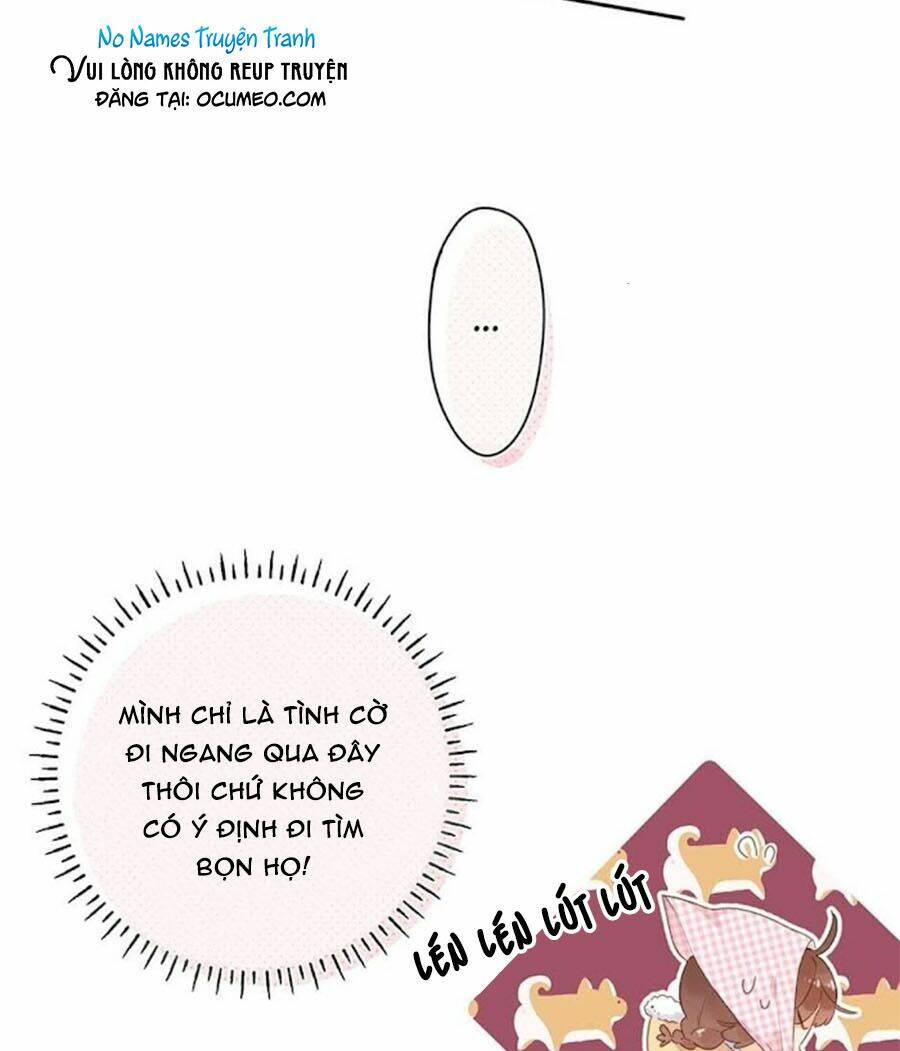 No Names Truyện Tranh
VUI LÒNG KHÔNG REUP TRUYỆN
ĐĂNG TẠI: OCUMEO.COM
...
MÌNH CHỈ LÀ TÌNH CỜ
ĐI NGANG QUA ĐÂY
THÔI CHỨ KHÔNG
CÓ Ý ĐỊNH ĐI TÌM
BỌN HỌ!
LÉN LÉN LÚT LÚT